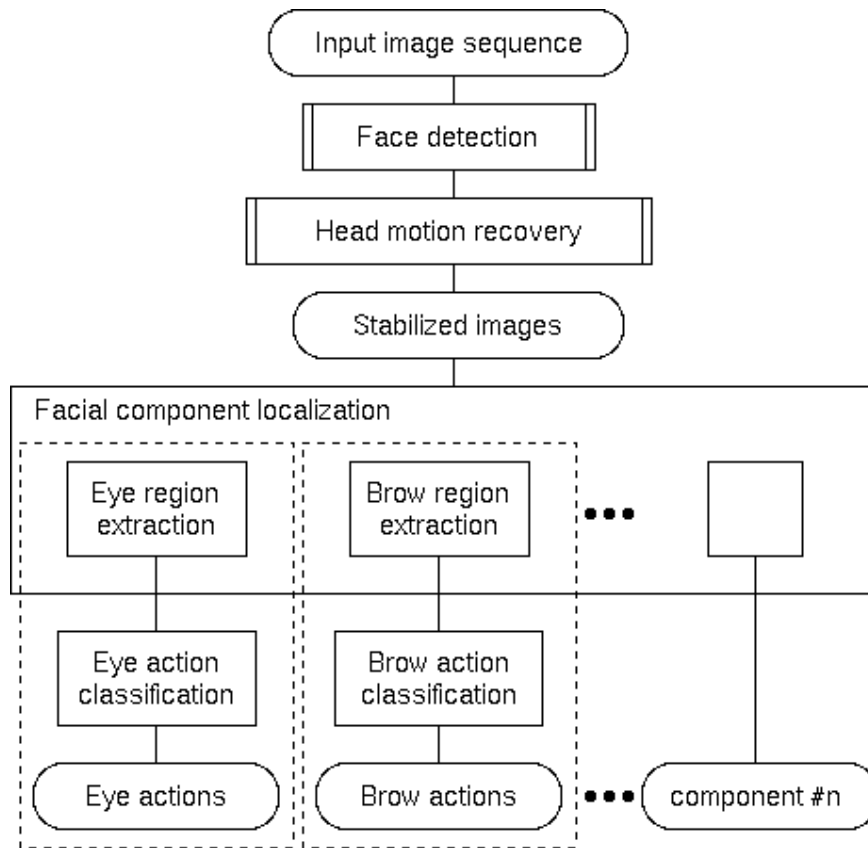 Input image sequence
Face detection
Head motion recovery
Stabilized images
Facial component localization
Eye region
extraction
Brow region
extraction
Eye action
classification
Brow action
classification
Eye actions
Brow actions
component #n